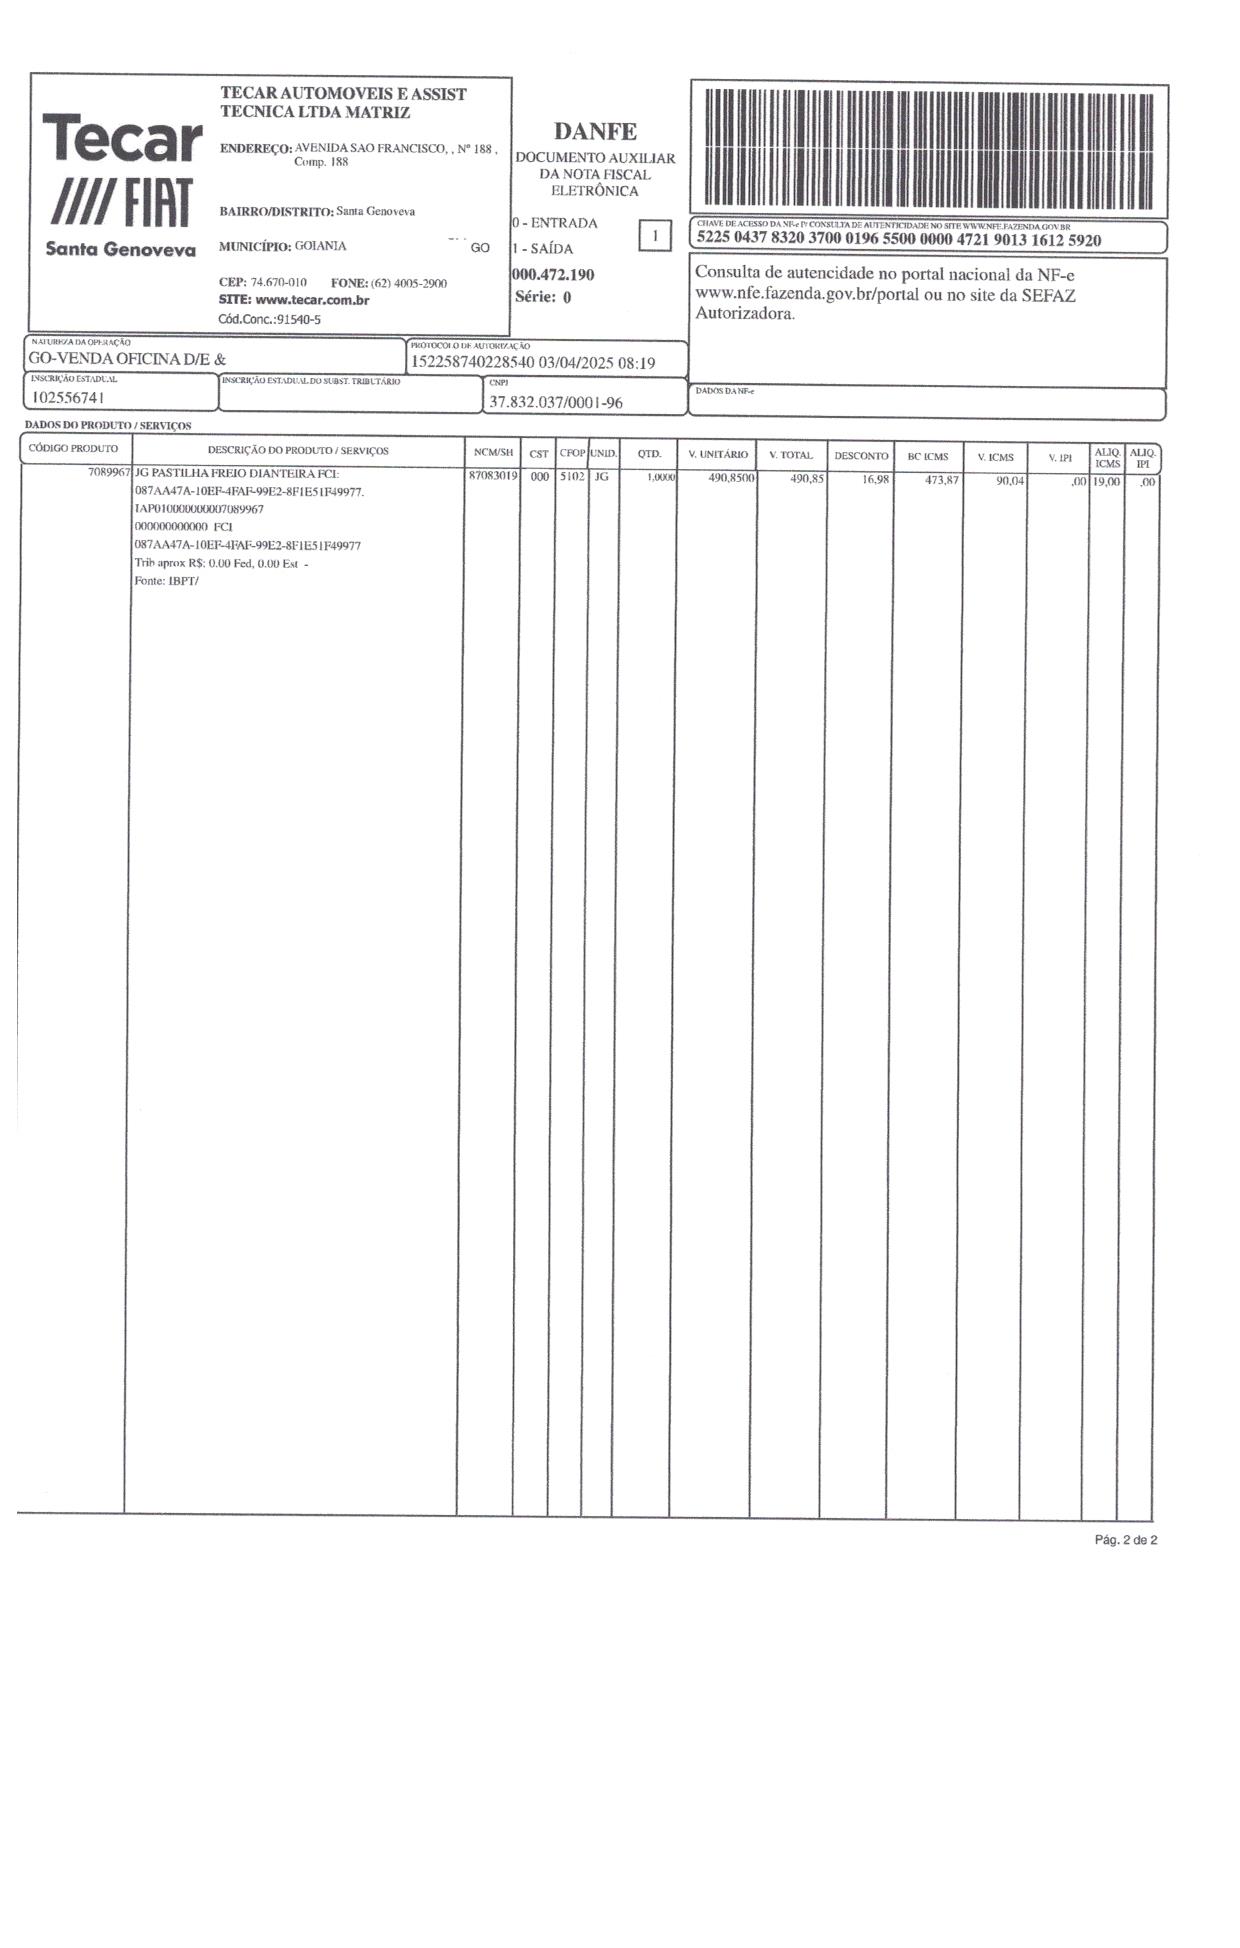 Tecar
FIAT
Santa Genoveva
TECAR AUTOMOVEIS E ASSIST
TECNICA LTDA MATRIZ
ENDEREÇO: AVENIDA SAO FRANCISCO, , Nº 188 ,
Comp. 188
BAIRRO/DISTRITO: Santa Genoveva
MUNICÍPIO: GOIANIA GO
CEP: 74.670-010 FONE: (62) 4005-2900
SITE: www.tecar.com.br
Cód.Conc.:91540-5
DANFE
DOCUMENTO AUXILIAR
DA NOTA FISCAL
ELETRÔNICA
0 - ENTRADA
1 - SAÍDA
1
000.472.190
Série: 0
CHAVE DE ACESSO DA NF-e P/ CONSULTA DE AUTENTICIDADE NO SITE WWW.NFE.FAZENDA.GOV.BR
5225 0437 8320 3700 0196 5500 0000 4721 9013 1612 5920
Consulta de autencidade no portal nacional da NF-e
www.nfe.fazenda.gov.br/portal ou no site da SEFAZ
Autorizadora.
NATUREZA DA OPERAÇÃO
GO-VENDA OFICINA D/E &
PROTOCOLO DE AUTORIZAÇÃO
152258740228540 03/04/2025 08:19
INSCRIÇÃO ESTADUAL
102556741
INSCRIÇÃO ESTADUAL DO SUBST. TRIBUTÁRIO
CNPJ
37.832.037/0001-96
DADOS DA NF-e
DADOS DO PRODUTO / SERVIÇOS
CÓDIGO PRODUTO DESCRIÇÃO DO PRODUTO / SERVIÇOS NCM/SH CST CFOP UNID. QTD. V. UNITÁRIO V. TOTAL DESCONTO BC ICMS V. ICMS V. IPI ALIQ. ICMS ALIQ. IPI
7089967 JG PASTILHA FREIO DIANTEIRA FCI: 87083019 000 5102 JG 1,0000 490,8500 490,85 16,98 473,87 90,04 ,00 19,00 ,00
087AA47A-10EF-4FAF-99E2-8F1E51F49977.
IAP010000000007089967
000000000000 FCI
087AA47A-10EF-4FAF-99E2-8F1E51F49977
Trib aprox R$: 0.00 Fed, 0.00 Est -
Fonte: IBPT/
Pág. 2 de 2